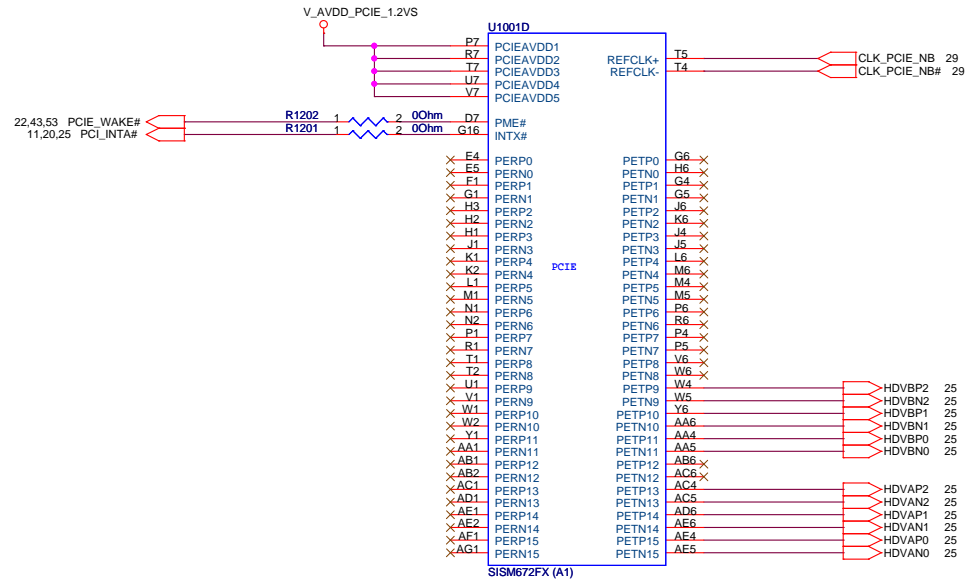 V_AVDD_PCIE_1.2VS
U1001D
P7 PCIEAVDD1
R7 PCIEAVDD2 REFCLK+ T5 CLK_PCIE_NB 29
T7 PCIEAVDD3 REFCLK- T4 CLK_PCIE_NB# 29
U7 PCIEAVDD4
V7 PCIEAVDD5
22,43,53 PCIE_WAKE# R1202 1 2 0Ohm D7 PME#
11,20,25 PCI_INTA# R1201 1 2 0Ohm G16 INTX#
E4 PERP0 PETP0 G6
E5 PERN0 PETN0 H6
F1 PERP1 PETP1 G4
G1 PERN1 PETN1 G5
H3 PERP2 PETP2 J6
H2 PERN2 PETN2 K6
H1 PERP3 PETP3 J4
J1 PERN3 PETN3 J5
K1 PERP4 PETP4 L6
K2 PERN4 PETN4 M6
L1 PERP5 PETP5 M4
M1 PERN5 PETN5 M5
N1 PERP6 PETP6 P6
N2 PERN6 PETN6 R6
P1 PERP7 PETP7 P4
R1 PERN7 PETN7 P5
T1 PERP8 PETP8 V6
T2 PERN8 PETN8 W6
U1 PERP9 PETP9 W4 HDVBP2 25
V1 PERN9 PETN9 W5 HDVBN2 25
W1 PERP10 PETP10 Y6 HDVBP1 25
W2 PERN10 PETN10 AA6 HDVBN1 25
Y1 PERP11 PETP11 AA4 HDVBP0 25
AA1 PERN11 PETN11 AA5 HDVBN0 25
AB1 PERP12 PETP12 AB6
AB2 PERN12 PETN12 AC6
AC1 PERP13 PETP13 AC4 HDVAP2 25
AD1 PERN13 PETN13 AC5 HDVAN2 25
AE1 PERP14 PETP14 AD6 HDVAP1 25
AE2 PERN14 PETN14 AE6 HDVAN1 25
AF1 PERP15 PETP15 AE4 HDVAP0 25
AG1 PERN15 PETN15 AE5 HDVAN0 25
PCIE
SISM672FX (A1)